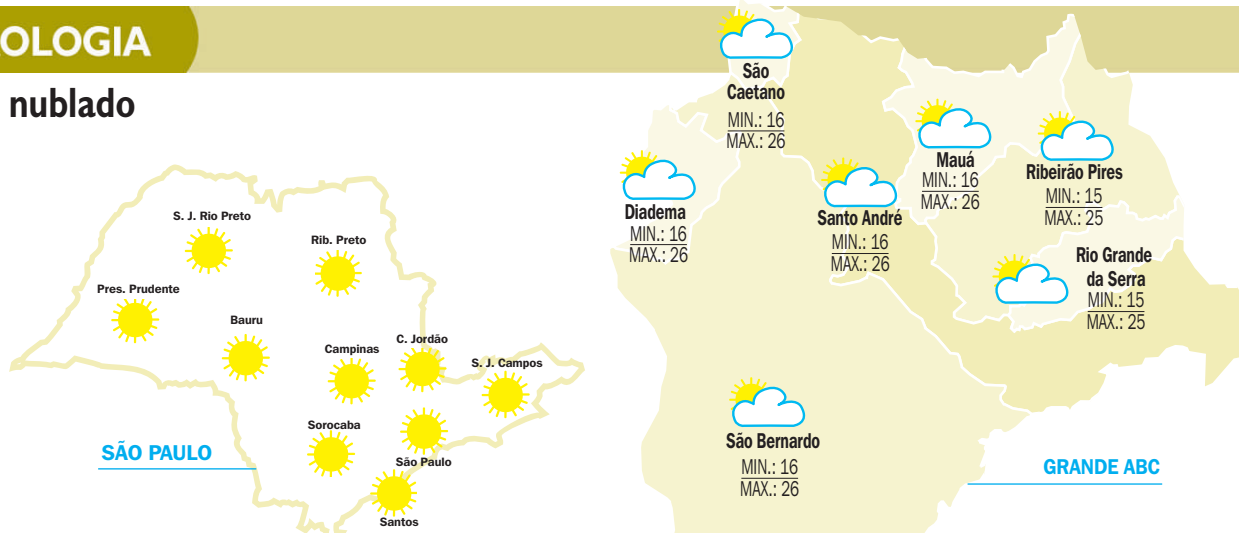 OLOGIA
nublado
S. J. Rio Preto
Rib. Preto
Pres. Prudente
Bauru
Campinas
C. Jordão
S. J. Campos
Sorocaba
São Paulo
Santos
SÃO PAULO
São
Caetano
MIN.: 16
MAX.: 26
Diadema
MIN.: 16
MAX.: 26
Santo André
MIN.: 16
MAX.: 26
Mauá
MIN.: 16
MAX.: 26
Ribeirão Pires
MIN.: 15
MAX.: 25
Rio Grande
da Serra
MIN.: 15
MAX.: 25
São Bernardo
MIN.: 16
MAX.: 26
GRANDE ABC